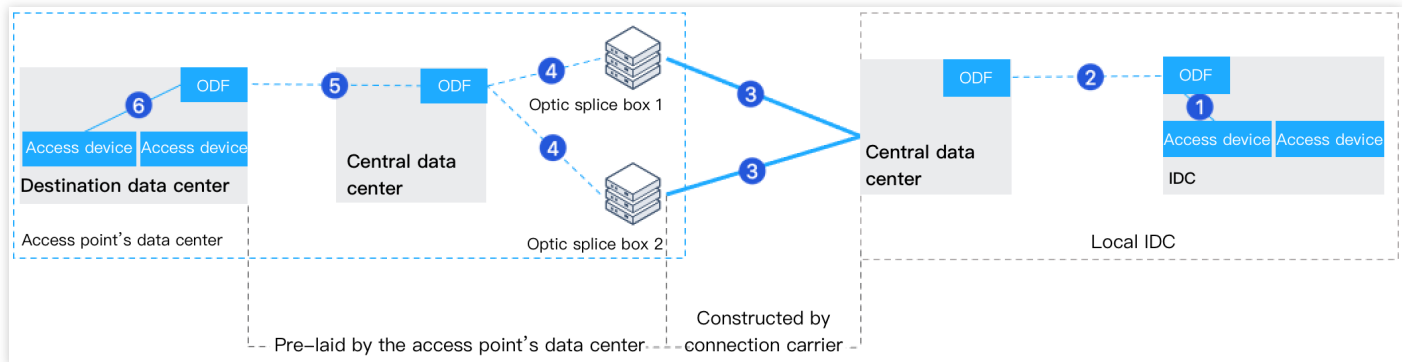 ODF
6
Access device
Access device
Destination data center
Access point's data center
5
ODF
Central data
center
4
4
Optic splice box 1
Optic splice box 2
3
3
Central data
center
ODF
2
ODF
1
Access device
Access device
IDC
Local IDC
Pre-laid by the access point's data center
Constructed by
connection carrier